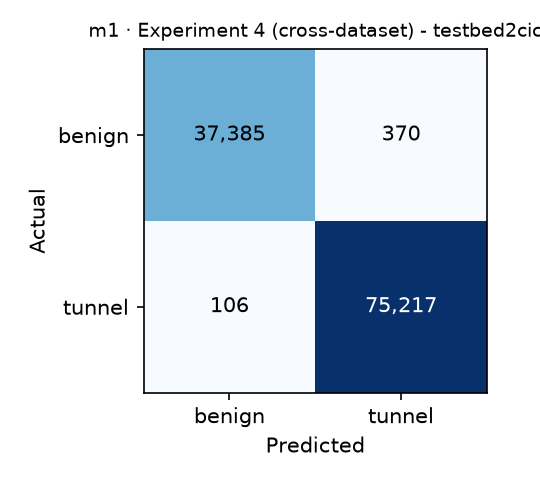 m1 · Experiment 4 (cross-dataset) - testbed2cic
benign 37,385 370
Actual
tunnel 106 75,217
benign tunnel
Predicted